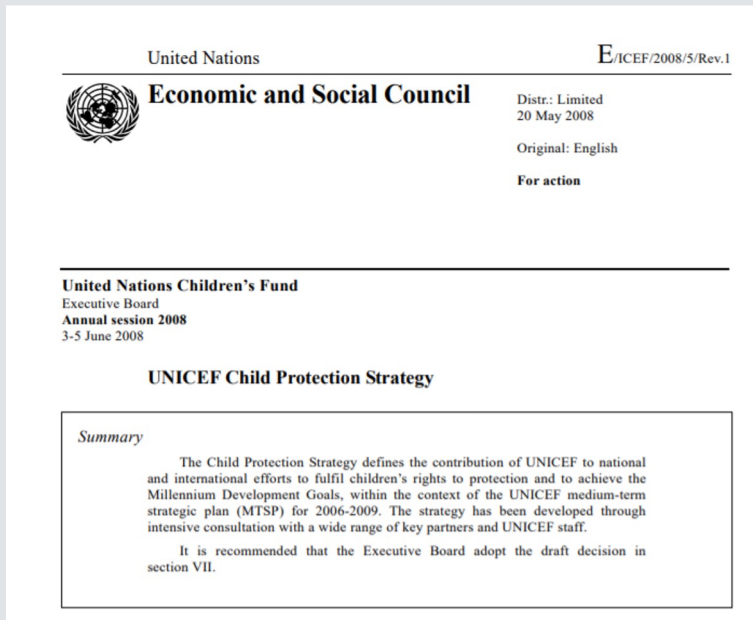 United Nations
E/ICEF/2008/5/Rev.1
Economic and Social Council
Distr.: Limited
20 May 2008
Original: English
For action
United Nations Children's Fund
Executive Board
Annual session 2008
3-5 June 2008
UNICEF Child Protection Strategy
Summary
The Child Protection Strategy defines the contribution of UNICEF to national
and international efforts to fulfil children's rights to protection and to achieve the
Millennium Development Goals, within the context of the UNICEF medium-term
strategic plan (MTSP) for 2006-2009. The strategy has been developed through
intensive consultation with a wide range of key partners and UNICEF staff.
It is recommended that the Executive Board adopt the draft decision in
section VII.